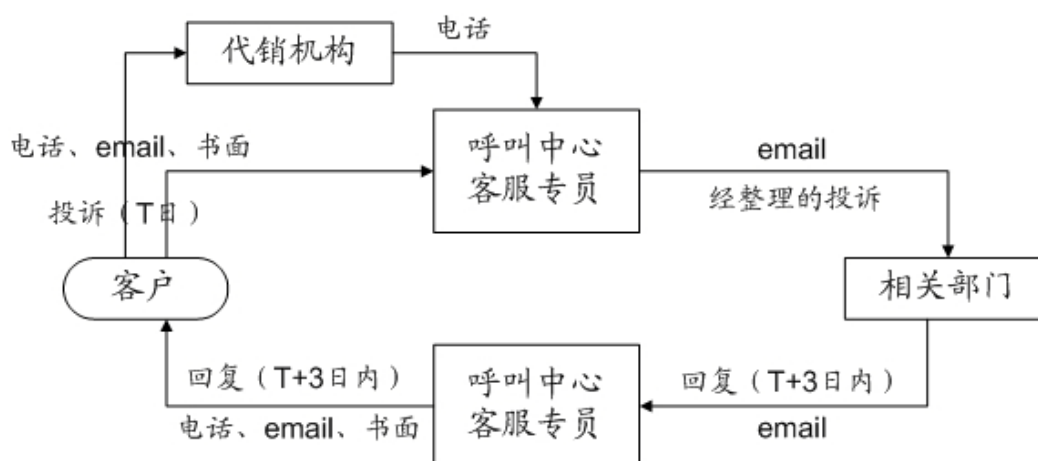 代销机构
电话
电话、email、书面
呼叫中心
客服专员
email
经整理的投诉
投诉（T日）
客户
相关部门
回复（T+3日内）
电话、email、书面
呼叫中心
客服专员
回复（T+3日内）
email